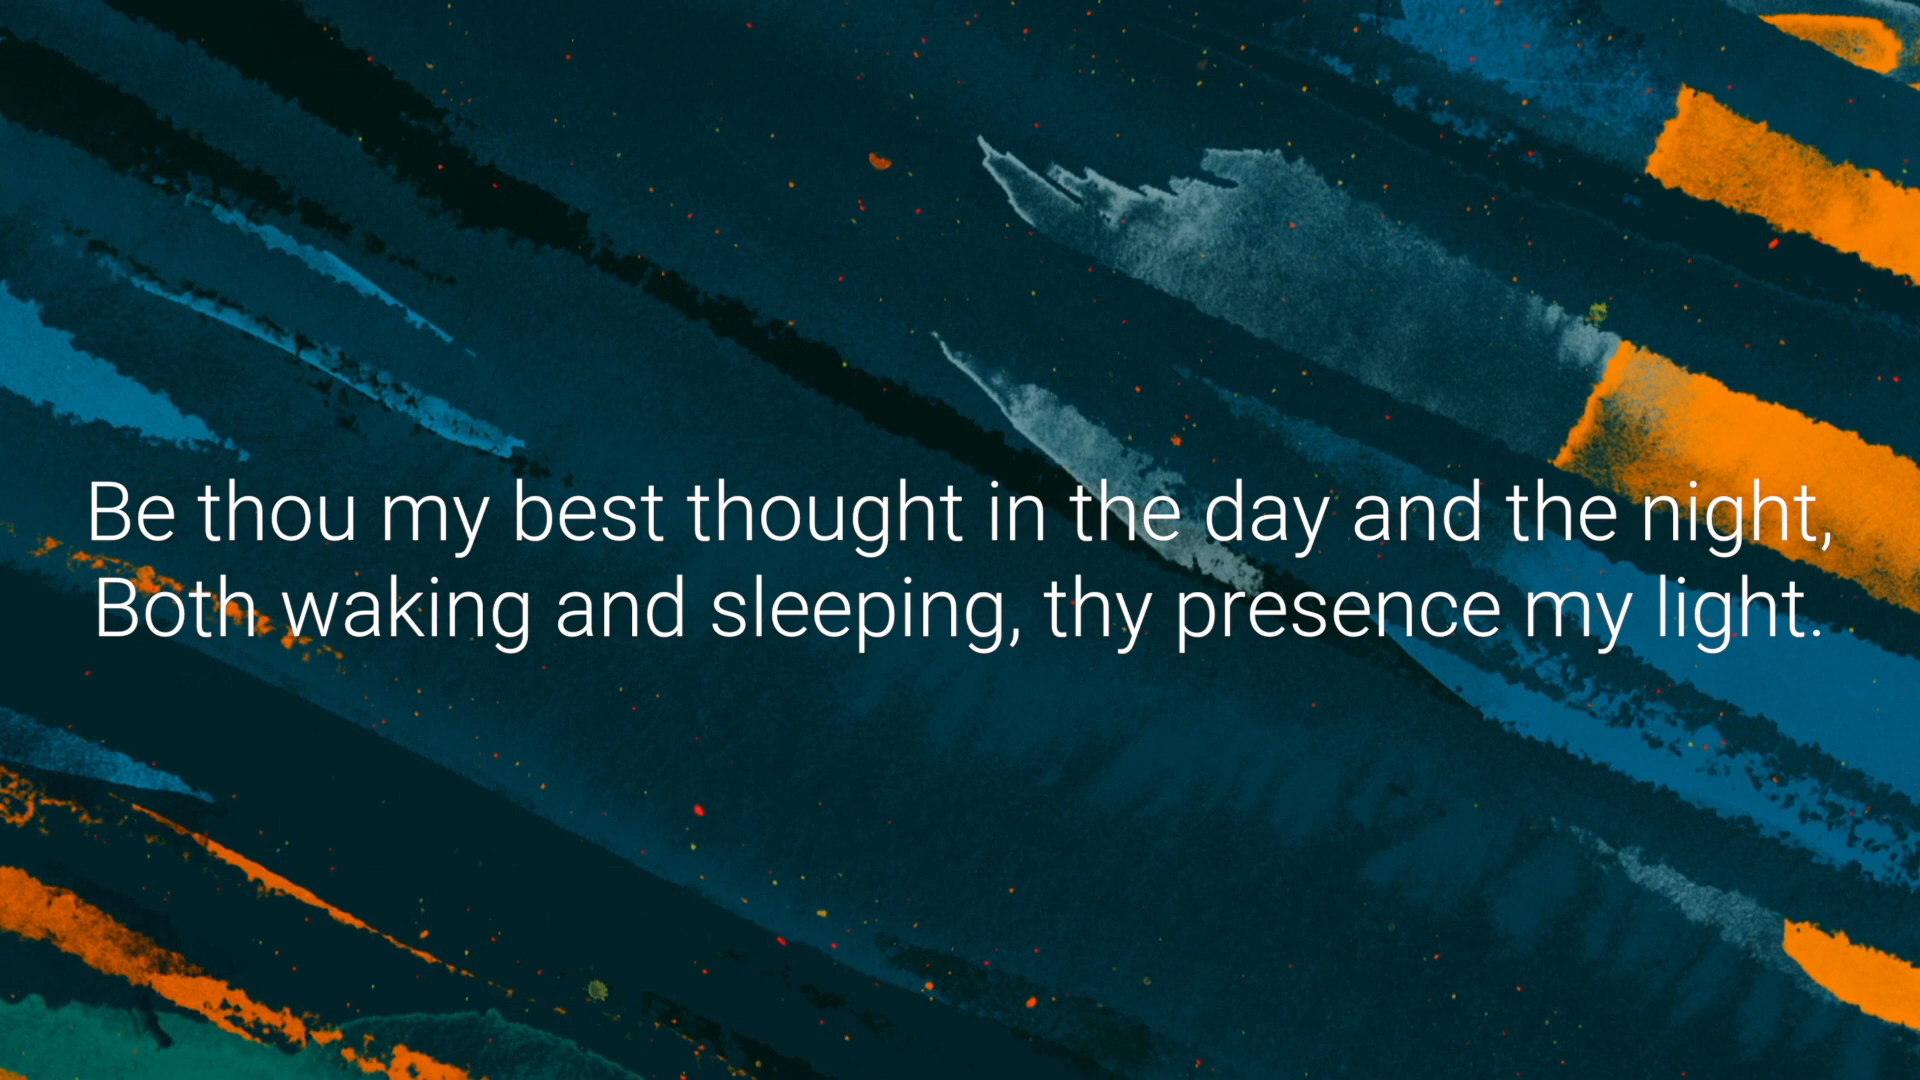 Be thou my best thought in the day and the night,
Both waking and sleeping, thy presence my light.